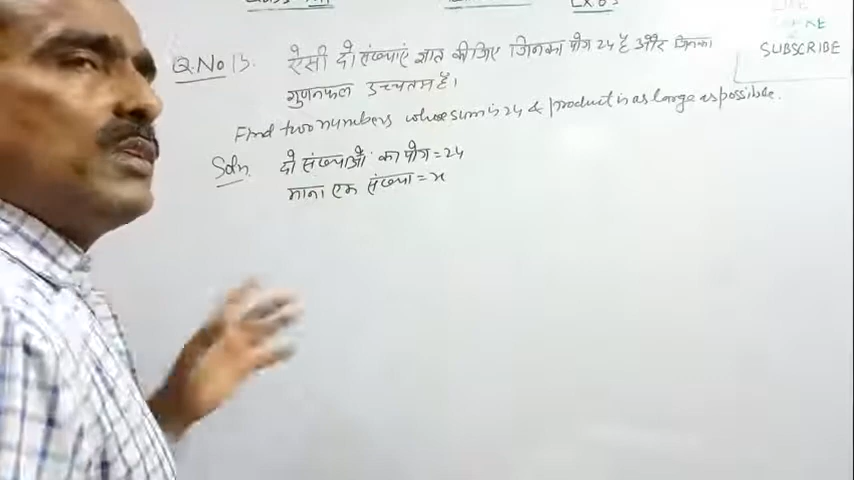 Q.No 13. ऐसी दो संख्याएं ज्ञात कीजिए जिनका योग 24 है और जिनका
गुणनफल उच्चतम है।
Find two numbers whose sum is 24 & product is as large as possible.
Soln. दो संख्याओं का योग = 24
माना एक संख्या = x
SUBSCRIBE